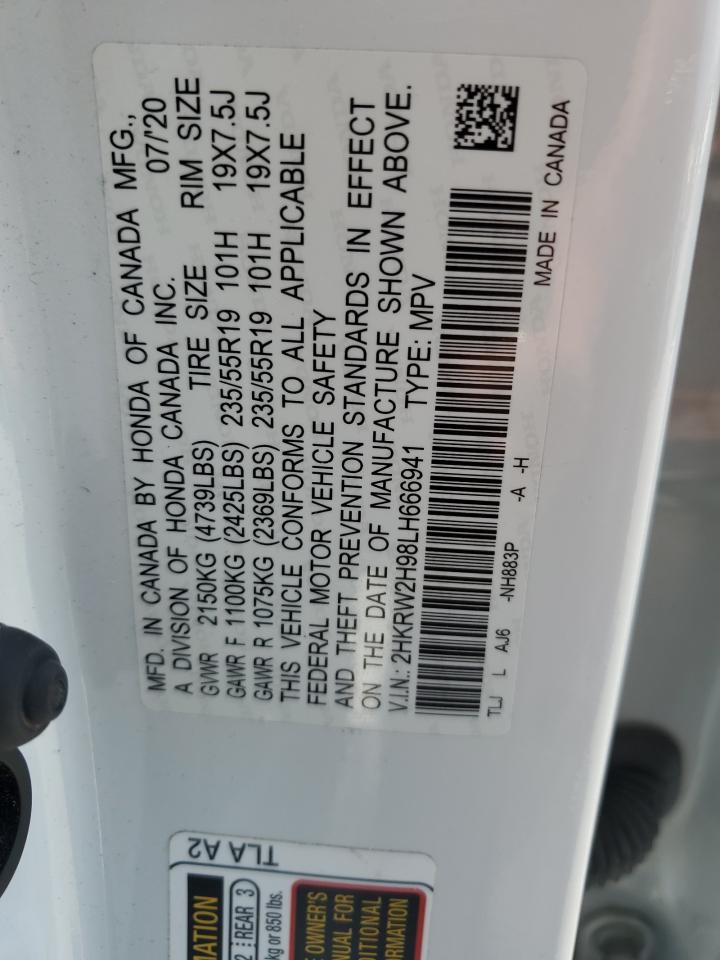 MFD. IN CANADA BY HONDA OF CANADA MFG.,
A DIVISION OF HONDA CANADA INC. 07/'20
GVWR 2150KG (4739LBS) TIRE SIZE RIM SIZE
GAWR F 1100KG (2425LBS) 235/55R19 101H 19X7.5J
GAWR R 1075KG (2369LBS) 235/55R19 101H 19X7.5J
THIS VEHICLE CONFORMS TO ALL APPLICABLE
FEDERAL MOTOR VEHICLE SAFETY
AND THEFT PREVENTION STANDARDS IN EFFECT
ON THE DATE OF MANUFACTURE SHOWN ABOVE.
V.I.N.: 2HKRW2H98LH666941 TYPE: MPV
TLJ L AJ6 -NH883P -A -H
MADE IN CANADA
TLA A2
MATION
2 REAR 3
kg or 850 lbs.
E OWNER'S
NUAL FOR
DITIONAL
ORMATION